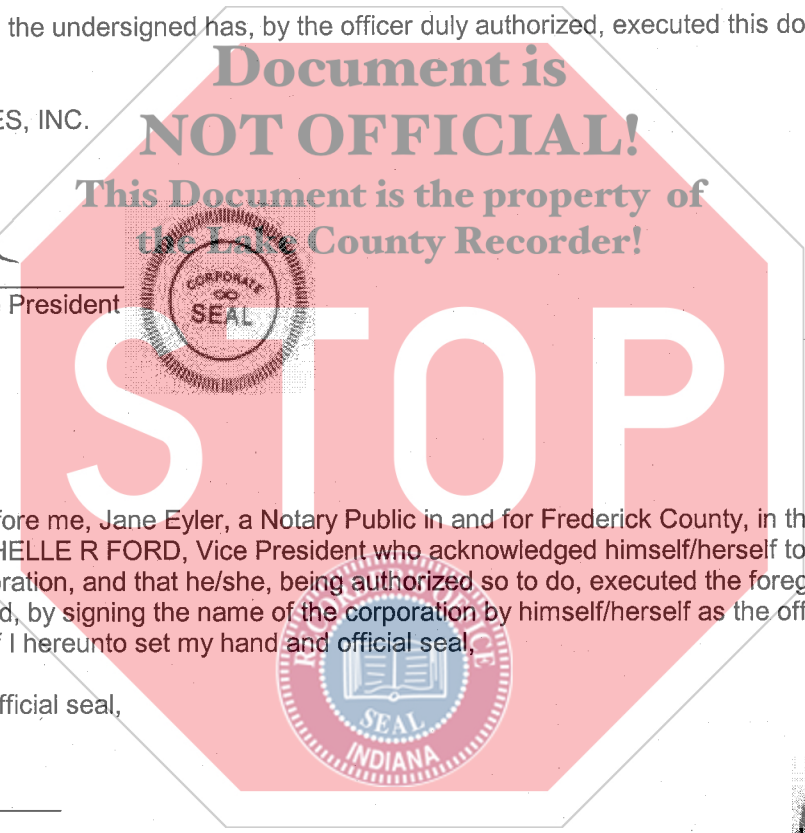 the undersigned has, by the officer duly authorized, executed this do
Document is
ES, INC.
NOT OFFICIAL!
This Document is the property of
the Lake County Recorder!
President
CORPORATE
SEAL
STOP
fore me, Jane Eyler, a Notary Public in and for Frederick County, in th
HELLE R FORD, Vice President who acknowledged himself/herself to
oration, and that he/she, being authorized so to do, executed the foreg
d, by signing the name of the corporation by himself/herself as the off
f I hereunto set my hand and official seal,
RECORDER'S OFFICE
fficial seal,
SEAL
INDIANA